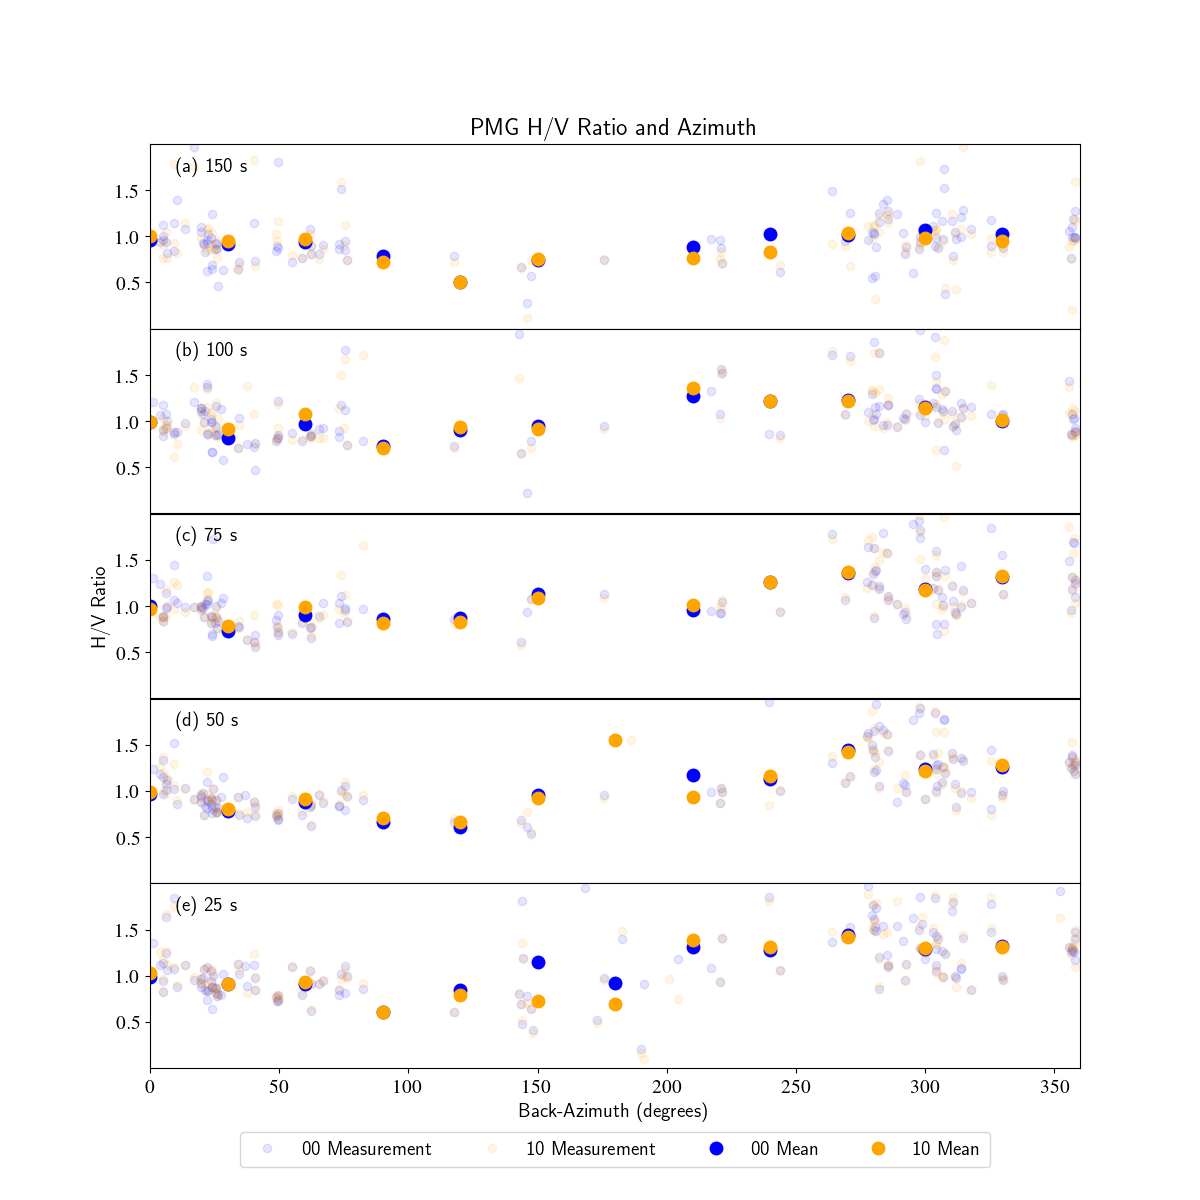 PMG H/V Ratio and Azimuth
(a) 150 s
1.5
1.0
0.5
(b) 100 s
1.5
1.0
0.5
(c) 75 s
1.5
1.0
0.5
H/V Ratio
(d) 50 s
1.5
1.0
0.5
(e) 25 s
1.5
1.0
0.5
0 50 100 150 200 250 300 350
Back-Azimuth (degrees)
00 Measurement 10 Measurement 00 Mean 10 Mean